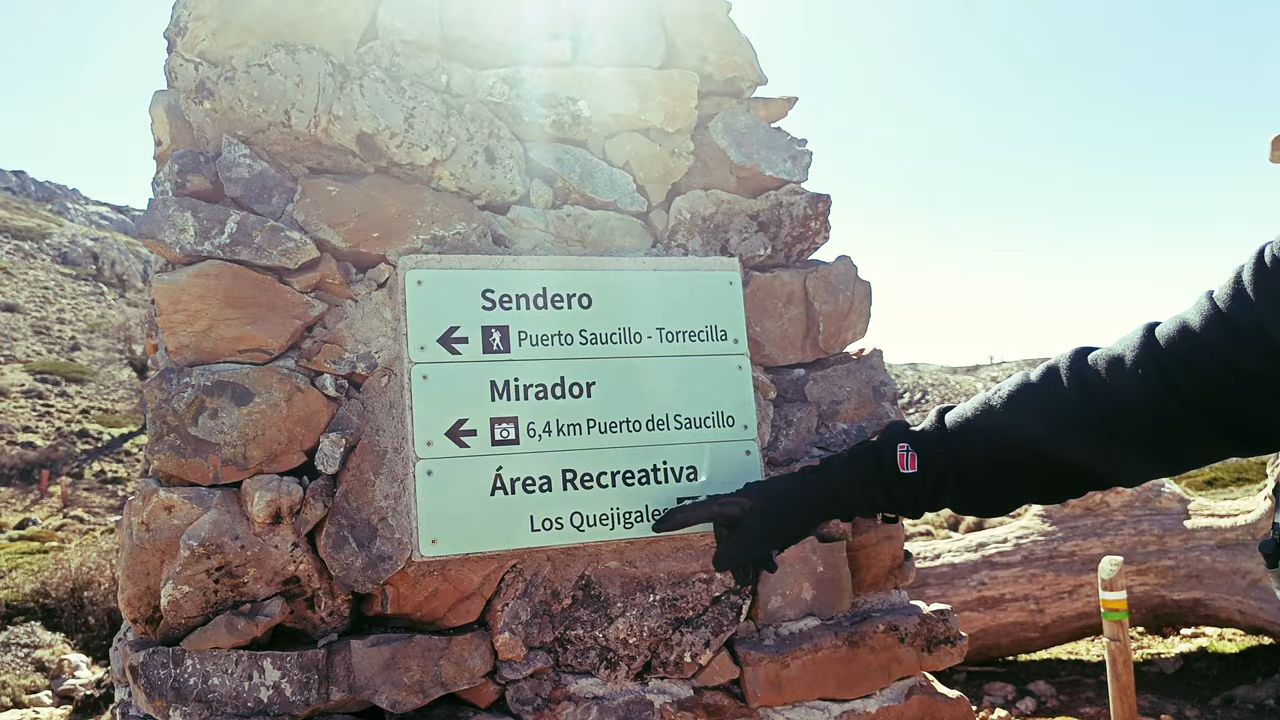 Sendero
Puerto Saucillo - Torrecilla
Mirador
6,4 km Puerto del Saucillo
Área Recreativa
Los Quejigales